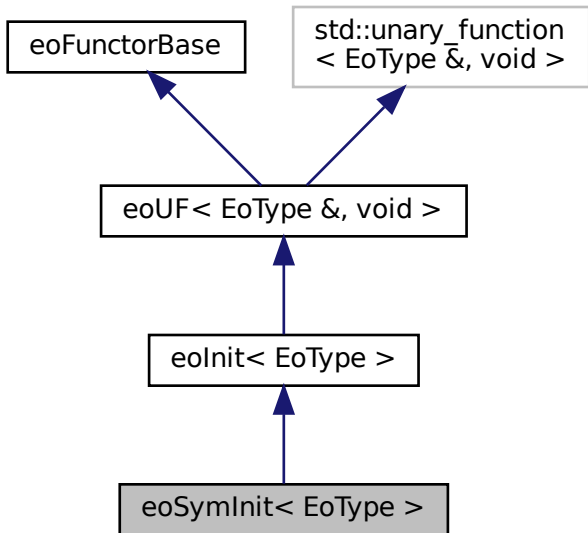 eoFunctorBase
std::unary_function
< EoType &, void >
eoUF< EoType &, void >
eoInit< EoType >
eoSymInit< EoType >